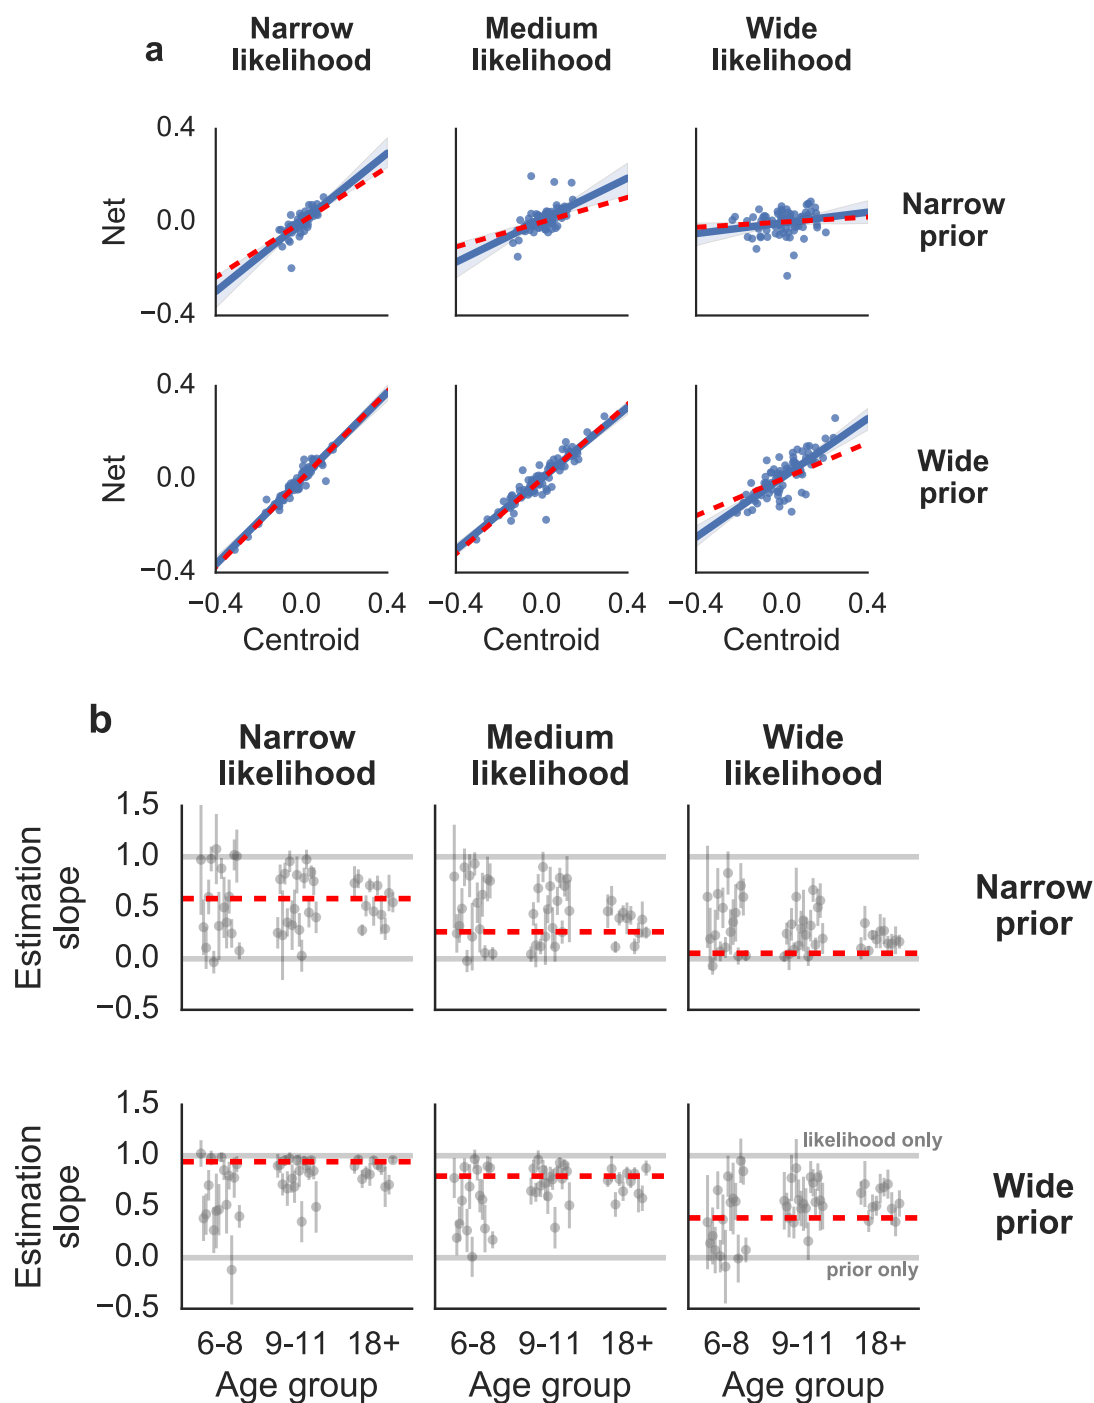 a
Narrow
likelihood
Medium
likelihood
Wide
likelihood
0.4
0.0
−0.4
Net
Narrow
prior
0.4
0.0
−0.4
Net
Wide
prior
−0.4 0.0 0.4
−0.4 0.0 0.4
−0.4 0.0 0.4
Centroid
Centroid
Centroid
b
Narrow
likelihood
Medium
likelihood
Wide
likelihood
1.5
1.0
0.5
0.0
−0.5
Estimation
slope
Narrow
prior
1.5
1.0
0.5
0.0
−0.5
Estimation
slope
likelihood only
prior only
Wide
prior
6-8 9-11 18+
6-8 9-11 18+
6-8 9-11 18+
Age group
Age group
Age group